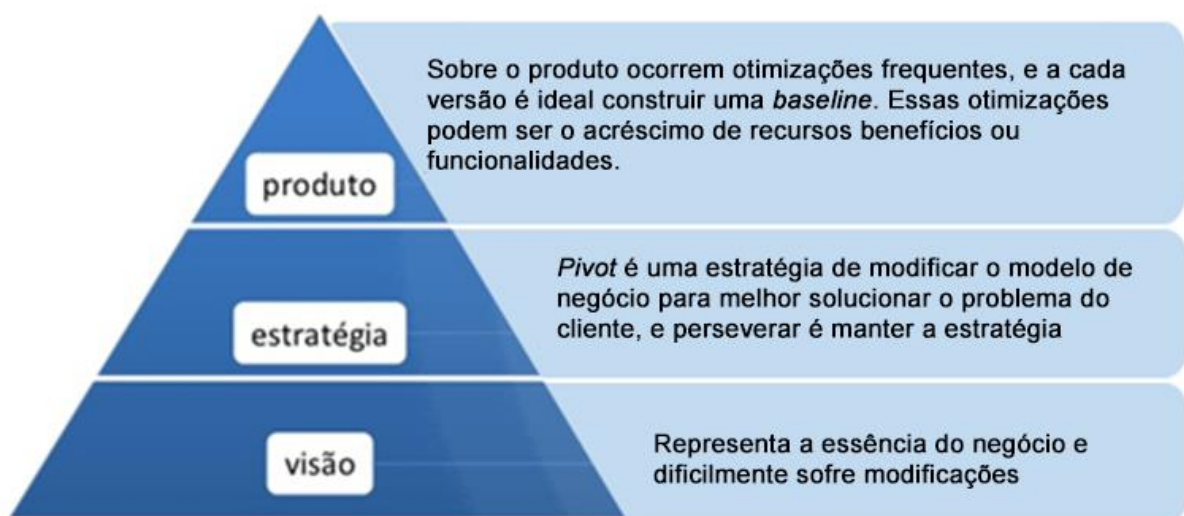 Sobre o produto ocorrem otimizações frequentes, e a cada
versão é ideal construir uma baseline. Essas otimizações
podem ser o acréscimo de recursos benefícios ou
funcionalidades.
produto
Pivot é uma estratégia de modificar o modelo de
negócio para melhor solucionar o problema do
cliente, e perseverar é manter a estratégia
estratégia
Representa a essência do negócio e
dificilmente sofre modificações
visão